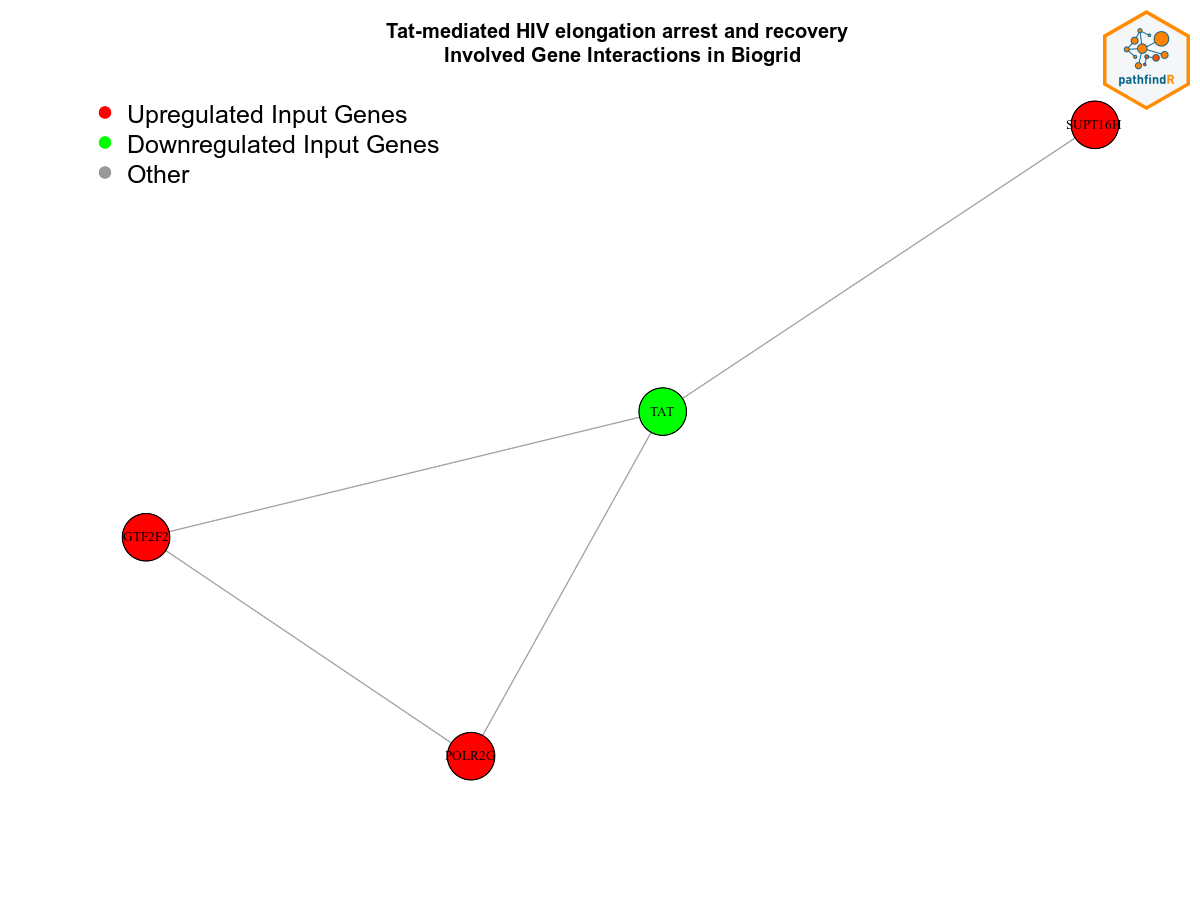 Tat-mediated HIV elongation arrest and recovery
Involved Gene Interactions in Biogrid
pathfindR
Upregulated Input Genes
Downregulated Input Genes
Other
SUPT16H
TAT
GTF2F2
POLR2G